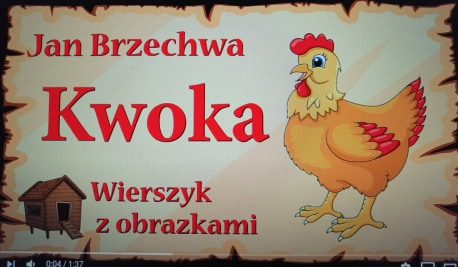 Jan Brzechwa
Kwoka
Wierszyk
z obrazkami
0:04 / 1:37